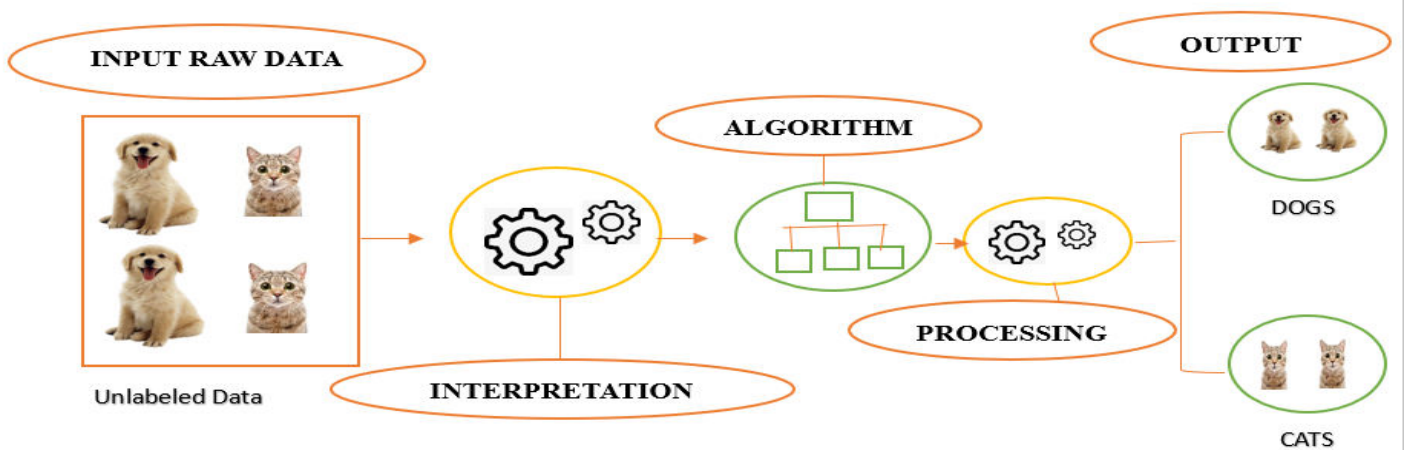 INPUT RAW DATA
OUTPUT
ALGORITHM
DOGS
PROCESSING
INTERPRETATION
Unlabeled Data
CATS